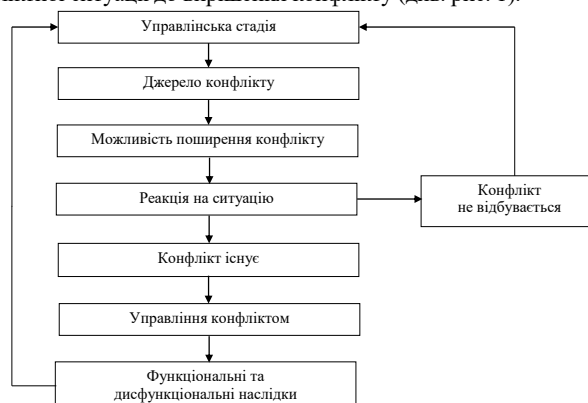 до вирішення конфлікту (див. рис. 1).
Управлінська стадія
Джерело конфлікту
Можливість поширення конфлікту
Реакція на ситуацію
Конфлікт
не відбувається
Конфлікт існує
Управління конфліктом
Функціональні та
дисфункціональні наслідки